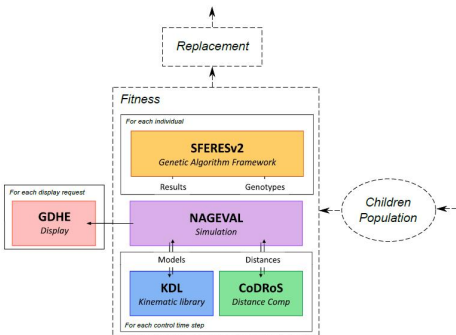 Replacement
Fitness
For each individual
SFERESv2
Genetic Algorithm Framework
Results
Genotypes
For each display request
GDHE
Display
NAGEVAL
Simulation
Children
Population
Models
Distances
KDL
Kinematic library
CoDRoS
Distance Comp
For each control time step